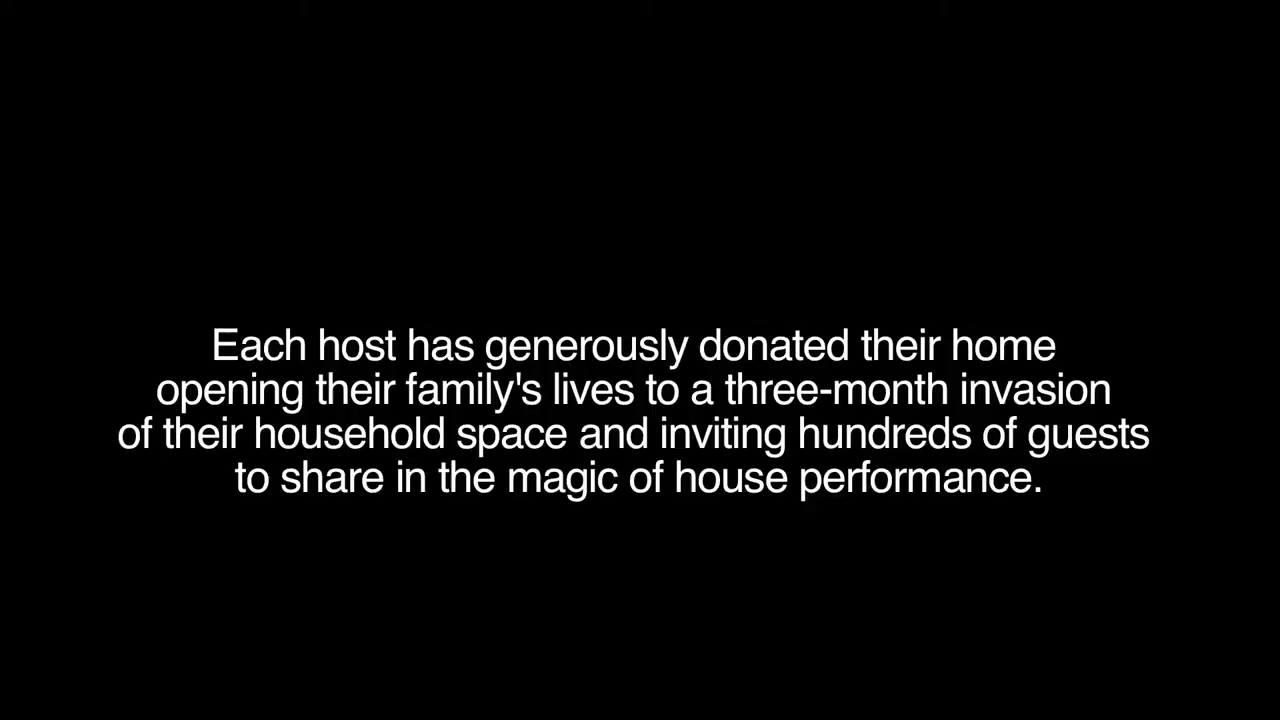 Each host has generously donated their home
opening their family's lives to a three-month invasion
of their household space and inviting hundreds of guests
to share in the magic of house performance.